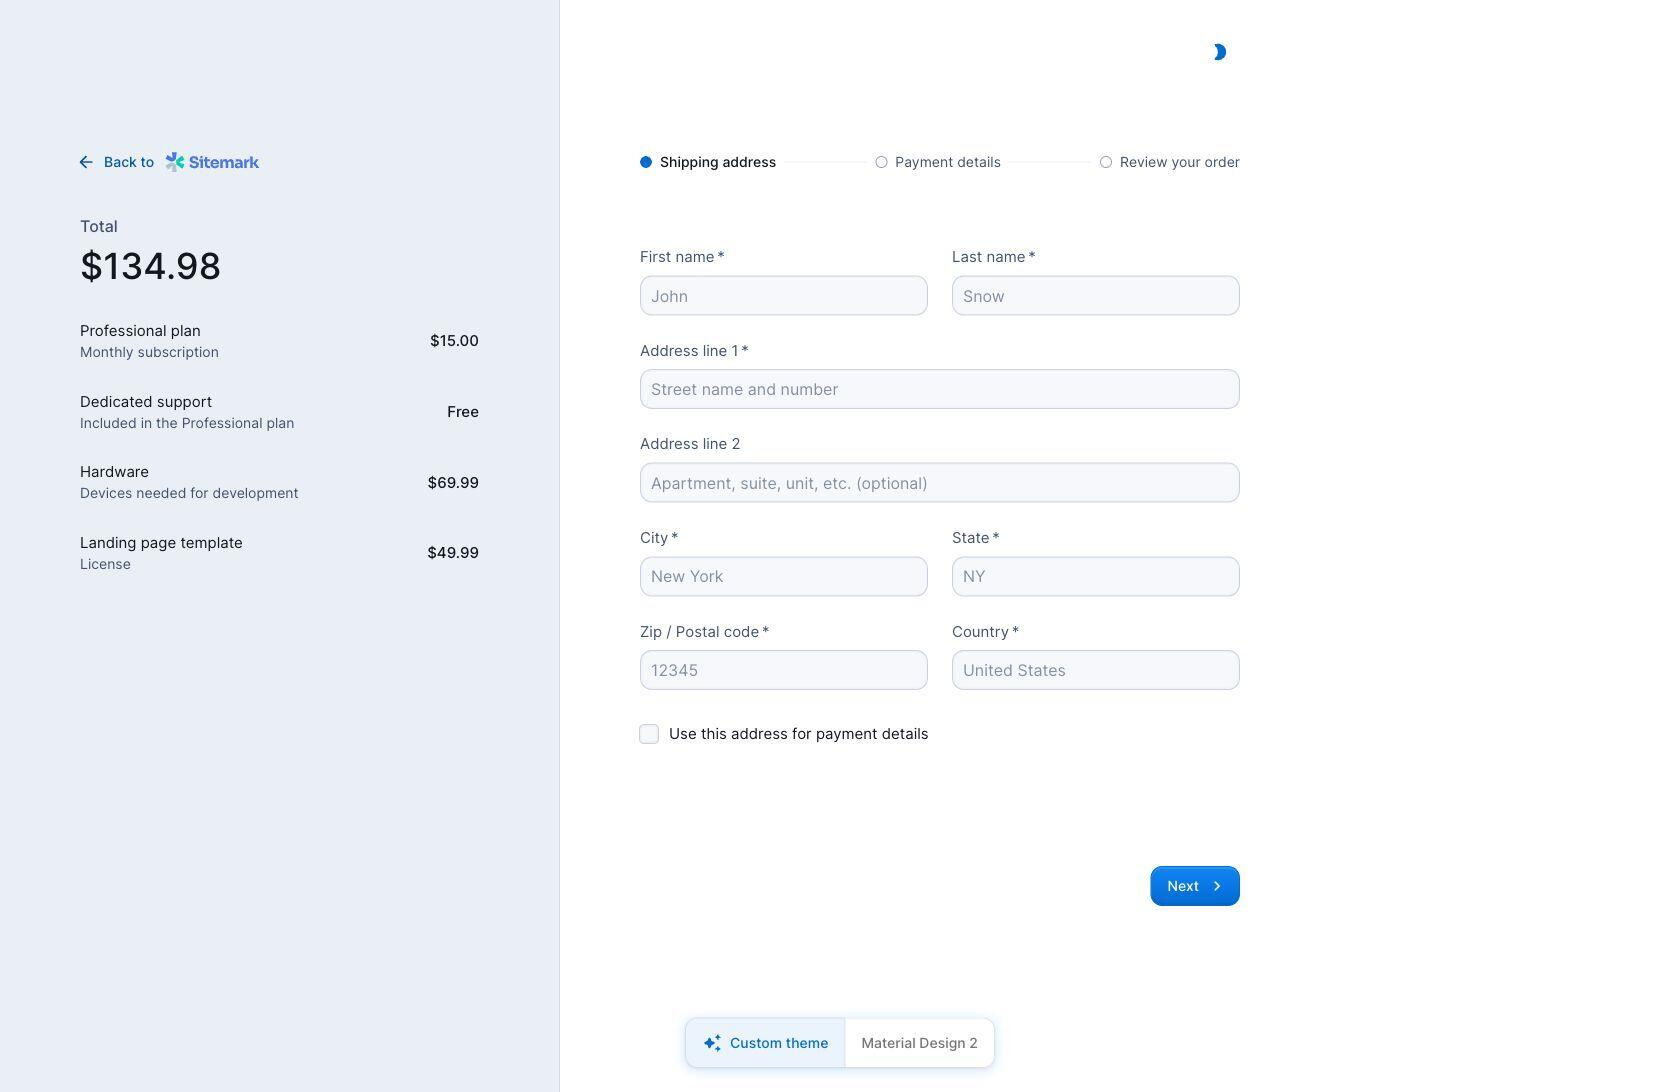 Back to Sitemark
Total
$134.98
Professional plan
Monthly subscription
$15.00
Dedicated support
Included in the Professional plan
Free
Hardware
Devices needed for development
$69.99
Landing page template
License
$49.99
Shipping address
Payment details
Review your order
First name *
John
Last name *
Snow
Address line 1 *
Street name and number
Address line 2
Apartment, suite, unit, etc. (optional)
City *
New York
State *
NY
Zip / Postal code *
12345
Country *
United States
Use this address for payment details
Next
Custom theme
Material Design 2